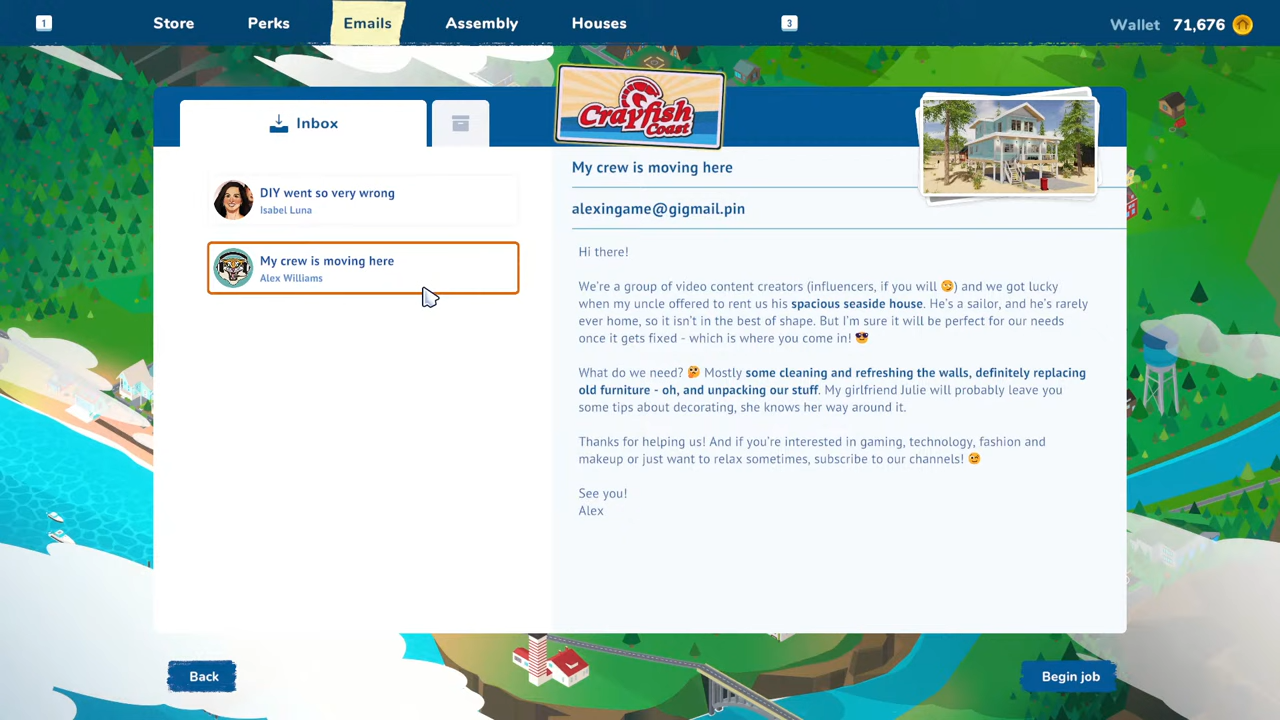 1 Store Perks Emails Assembly Houses 3 Wallet 71,676
Inbox
Crayfish
Coast
DIY went so very wrong
Isabel Luna
My crew is moving here
Alex Williams
My crew is moving here
alexingame@gigmail.pin
Hi there!
We're a group of video content creators (influencers, if you will 😏) and we got lucky
when my uncle offered to rent us his spacious seaside house. He's a sailor, and he's rarely
ever home, so it isn't in the best of shape. But I'm sure it will be perfect for our needs
once it gets fixed - which is where you come in! 😎
What do we need? 🤔 Mostly some cleaning and refreshing the walls, definitely replacing
old furniture - oh, and unpacking our stuff. My girlfriend Julie will probably leave you
some tips about decorating, she knows her way around it.
Thanks for helping us! And if you're interested in gaming, technology, fashion and
makeup or just want to relax sometimes, subscribe to our channels! 😉
See you!
Alex
Back
Begin job